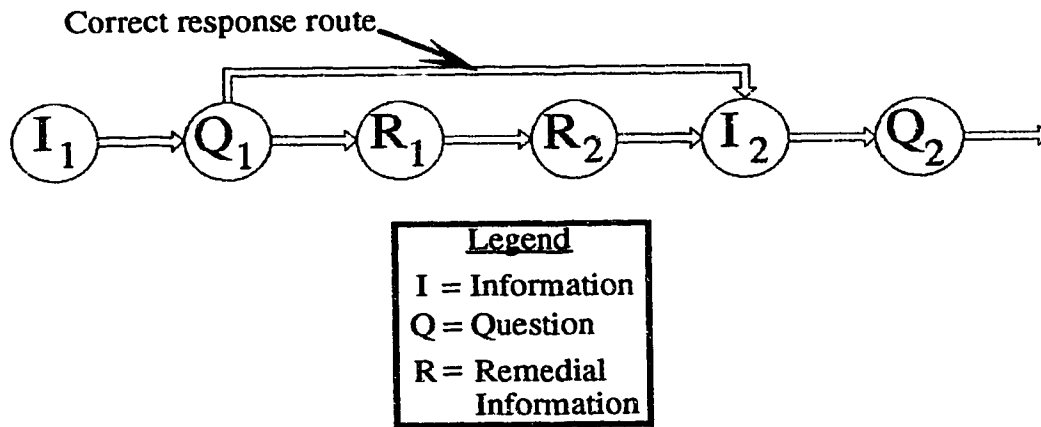 Correct response route
I₁ Q₁ R₁ R₂ I₂ Q₂
Legend
I = Information
Q = Question
R = Remedial
Information